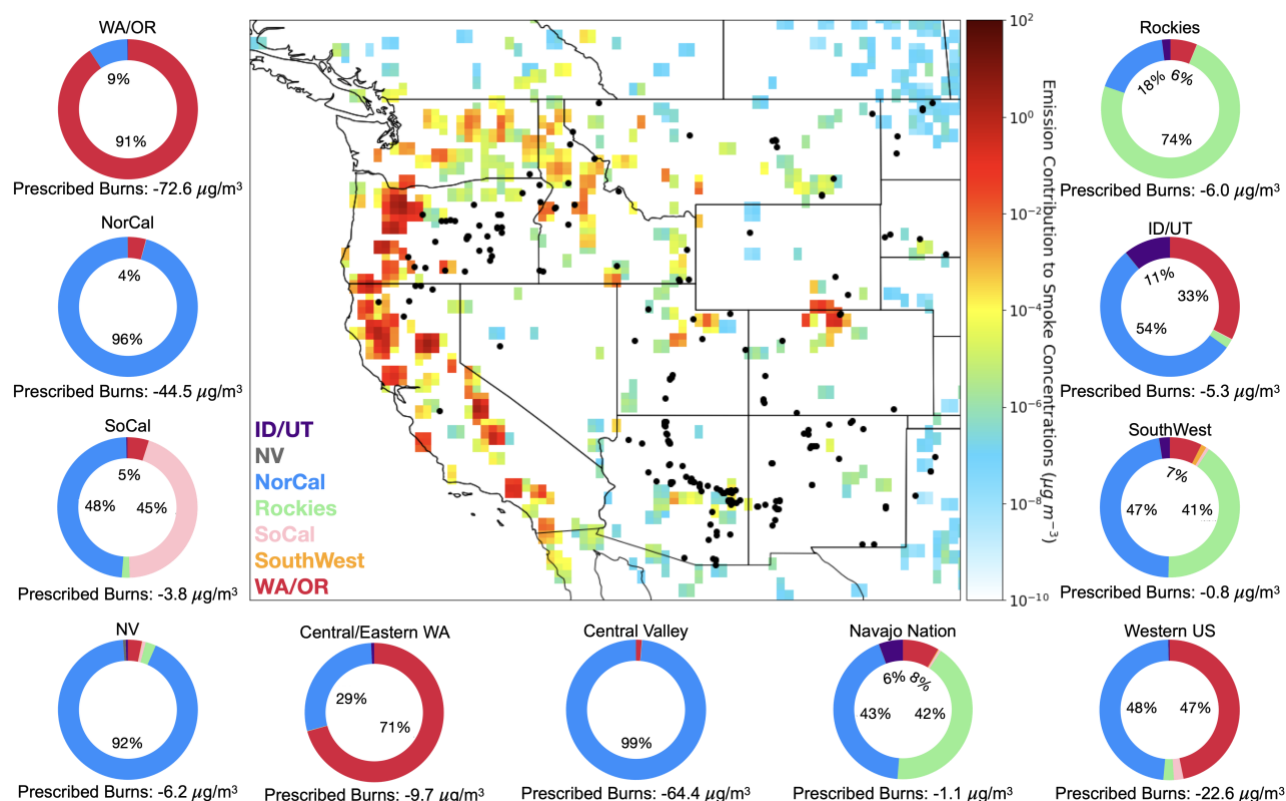 WA/OR
9%
91%
Prescribed Burns: -72.6 μg/m³
NorCal
4%
96%
Prescribed Burns: -44.5 μg/m³
SoCal
5%
48%
45%
Prescribed Burns: -3.8 μg/m³
NV
92%
Prescribed Burns: -6.2 μg/m³
ID/UT
NV
NorCal
Rockies
SoCal
SouthWest
WA/OR
10²
10⁰
10⁻²
10⁻⁴
10⁻⁶
10⁻⁸
10⁻¹⁰
Emission Contribution to Smoke Concentrations (μg m⁻³)
Rockies
18%
6%
74%
Prescribed Burns: -6.0 μg/m³
ID/UT
11%
33%
54%
Prescribed Burns: -5.3 μg/m³
SouthWest
7%
47%
41%
Prescribed Burns: -0.8 μg/m³
Central/Eastern WA
29%
71%
Prescribed Burns: -9.7 μg/m³
Central Valley
99%
Prescribed Burns: -64.4 μg/m³
Navajo Nation
6%
8%
43%
42%
Prescribed Burns: -1.1 μg/m³
Western US
48%
47%
Prescribed Burns: -22.6 μg/m³